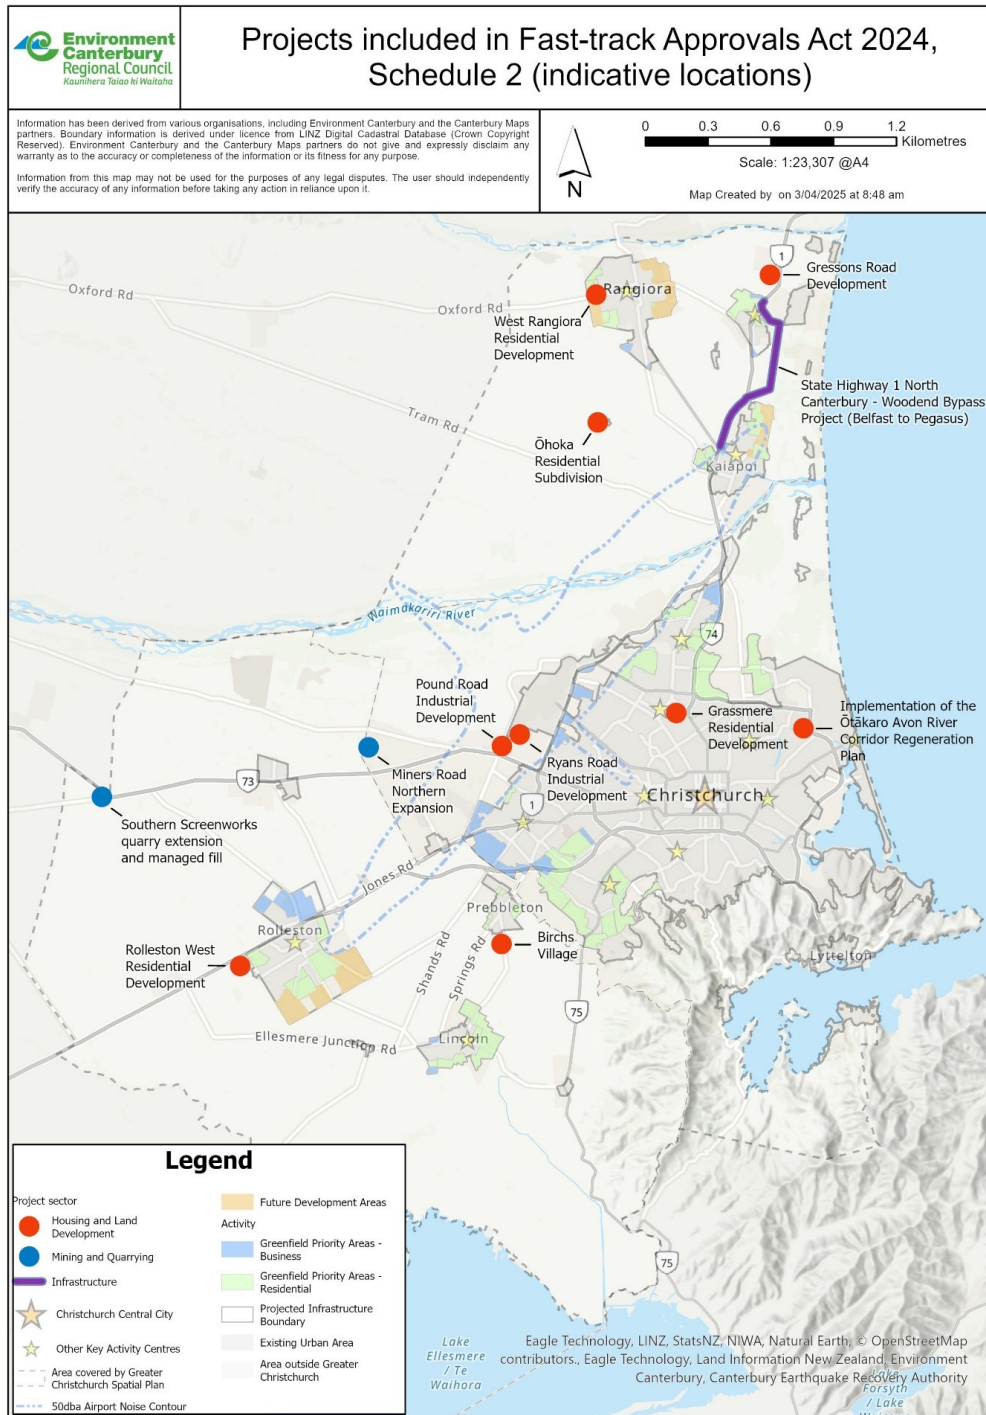 Environment
Canterbury
Regional Council
Kaunihera Taiao ki Waitaha
Projects included in Fast-track Approvals Act 2024,
Schedule 2 (indicative locations)
Information has been derived from various organisations, including Environment Canterbury and the Canterbury Maps
partners. Boundary information is derived under licence from LINZ Digital Cadastral Database (Crown Copyright
Reserved). Environment Canterbury and the Canterbury Maps partners do not give and expressly disclaim any
warranty as to the accuracy or completeness of the information or its fitness for any purpose.
Information from this map may not be used for the purposes of any legal disputes. The user should independently
verify the accuracy of any information before taking any action in reliance upon it.
N
0 0.3 0.6 0.9 1.2
Kilometres
Scale: 1:23,307 @A4
Map Created by on 3/04/2025 at 8:48 am
1
Gressons Road
Development
Oxford Rd
Oxford Rd
Rangiora
West Rangiora
Residential
Development
State Highway 1 North
Canterbury - Woodend Bypass
Project (Belfast to Pegasus)
Tram Rd
Ōhoka
Residential
Subdivision
Kaiapoi
Waimakariri River
74
Pound Road
Industrial
Development
Grassmere
Residential
Development
Implementation of the
Ōtākaro Avon River
Corridor Regeneration
Plan
Ryans Road
Industrial
Development
Miners Road
Northern
Expansion
73
1
Christchurch
Southern Screenworks
quarry extension
and managed fill
Jones Rd
Prebbleton
Rolleston
Birchs
Village
Rolleston West
Residential
Development
Shands Rd
Springs Rd
Lyttelton
75
Ellesmere Junction Rd
Lincoln
75
Legend
Project sector
Housing and Land
Development
Mining and Quarrying
Infrastructure
Christchurch Central City
Other Key Activity Centres
Area covered by Greater
Christchurch Spatial Plan
50dba Airport Noise Contour
Future Development Areas
Activity
Greenfield Priority Areas -
Business
Greenfield Priority Areas -
Residential
Projected Infrastructure
Boundary
Existing Urban Area
Area outside Greater
Christchurch
Lake
Ellesmere
/ Te
Waihora
Eagle Technology, LINZ, StatsNZ, NIWA, Natural Earth, © OpenStreetMap
contributors., Eagle Technology, Land Information New Zealand, Environment
Canterbury, Canterbury Earthquake Recovery Authority
Lake
Forsyth
/ Lake